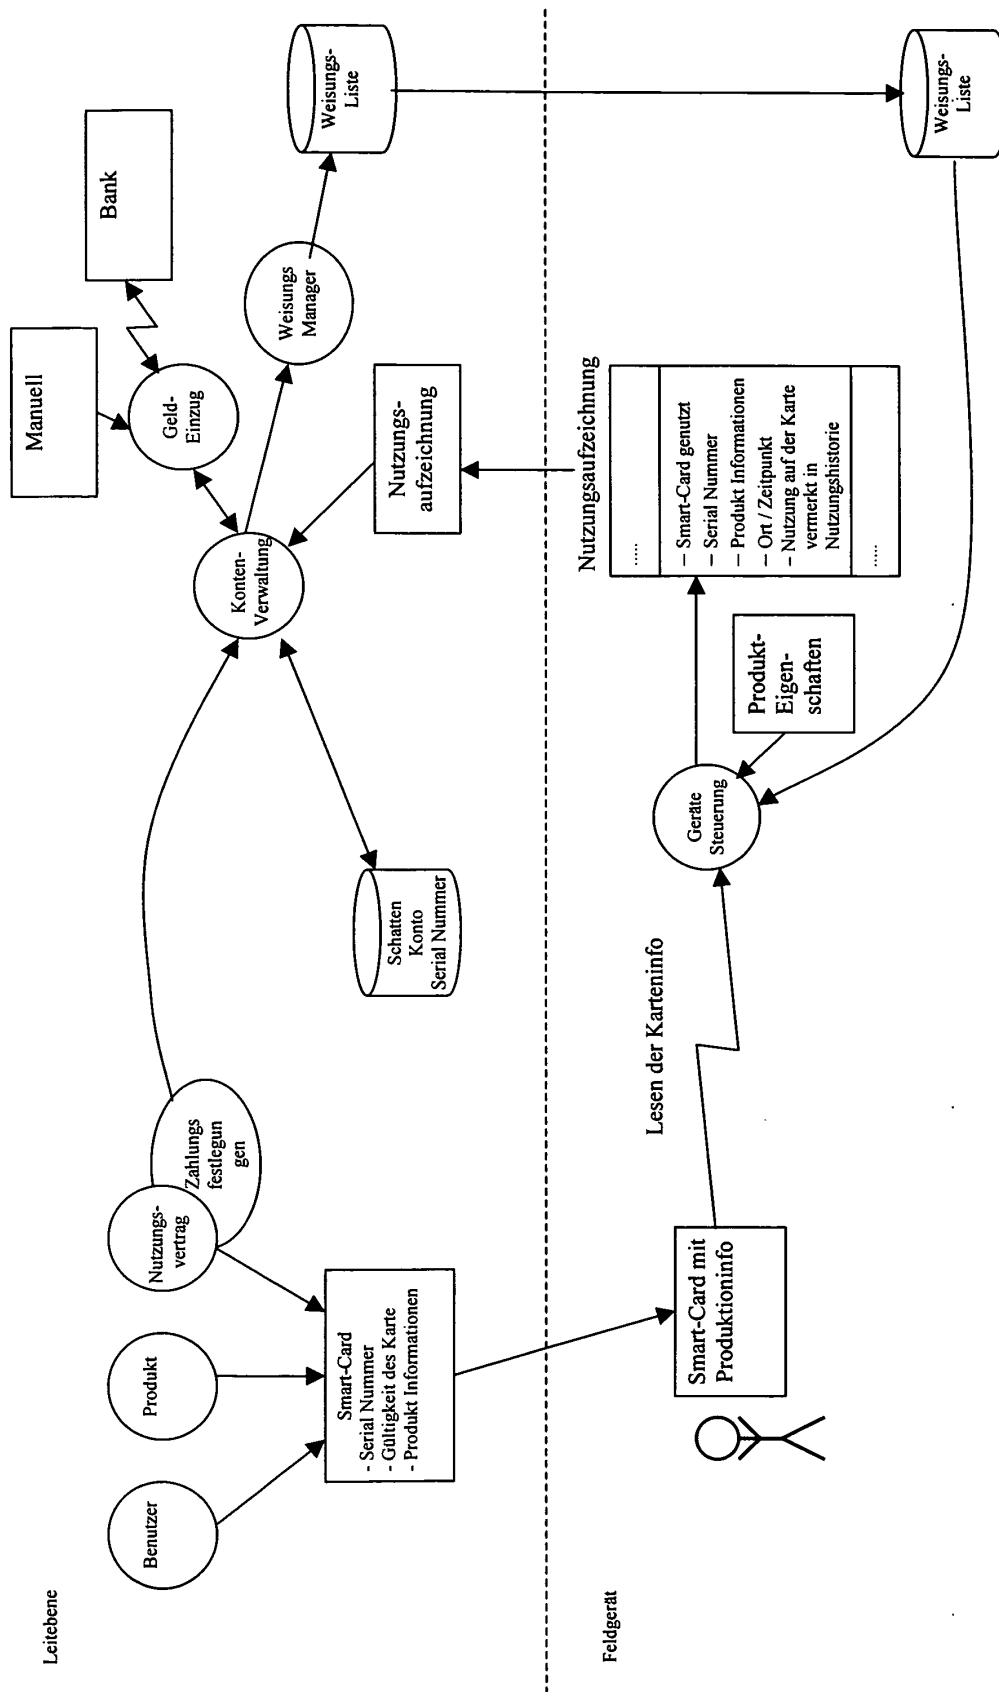 Leitebene
Benutzer
Produkt
Nutzungs-
vertrag
Zahlungs
festlegun
gen
Smart-Card
- Serial Nummer
- Gültigkeit des Karte
- Produkt Informationen
Schatten
Konto
Serial Nummer
Konten-
Verwaltung
Manuell
Geld-
Einzug
Bank
Nutzungs-
aufzeichnung
Weisungs
Manager
Weisungs-
Liste
Feldgerät
Smart-Card mit
Produktioninfo
Lesen der Karteninfo
Geräte
Steuerung
Produkt-
Eigen-
schaften
Nutzungsaufzeichnung
.....
– Smart-Card genutzt
– Serial Nummer
– Produkt Informationen
– Ort / Zeitpunkt
– Nutzung auf der Karte
vermerkt in
Nutzungshistorie
.....
Weisungs-
Liste